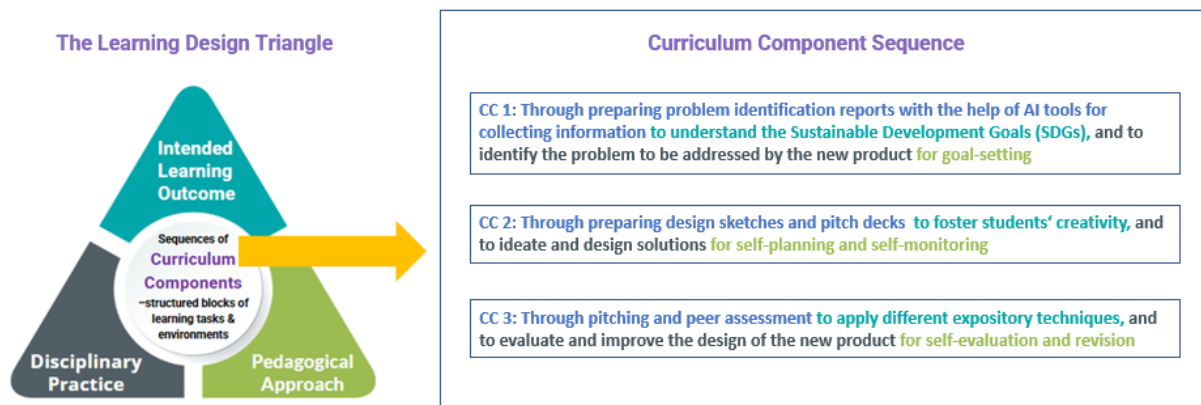 The Learning Design Triangle
Intended
Learning
Outcome
Sequences of
Curriculum
Components
–structured blocks of
learning tasks &
environments
Disciplinary
Practice
Pedagogical
Approach
Curriculum Component Sequence
CC 1: Through preparing problem identification reports with the help of AI tools for
collecting information to understand the Sustainable Development Goals (SDGs), and to
identify the problem to be addressed by the new product for goal-setting
CC 2: Through preparing design sketches and pitch decks  to foster students‘ creativity, and
to ideate and design solutions for self-planning and self-monitoring
CC 3: Through pitching and peer assessment to apply different expository techniques, and
to evaluate and improve the design of the new product for self-evaluation and revision